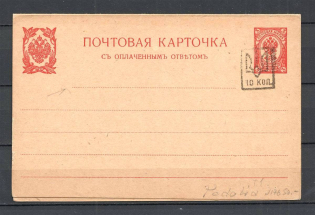 ПОЧТОВАЯ КАРТОЧКА
СЪ ОПЛАЧЕННЫМЪ ОТВѢТОМЪ.
10 КОП.